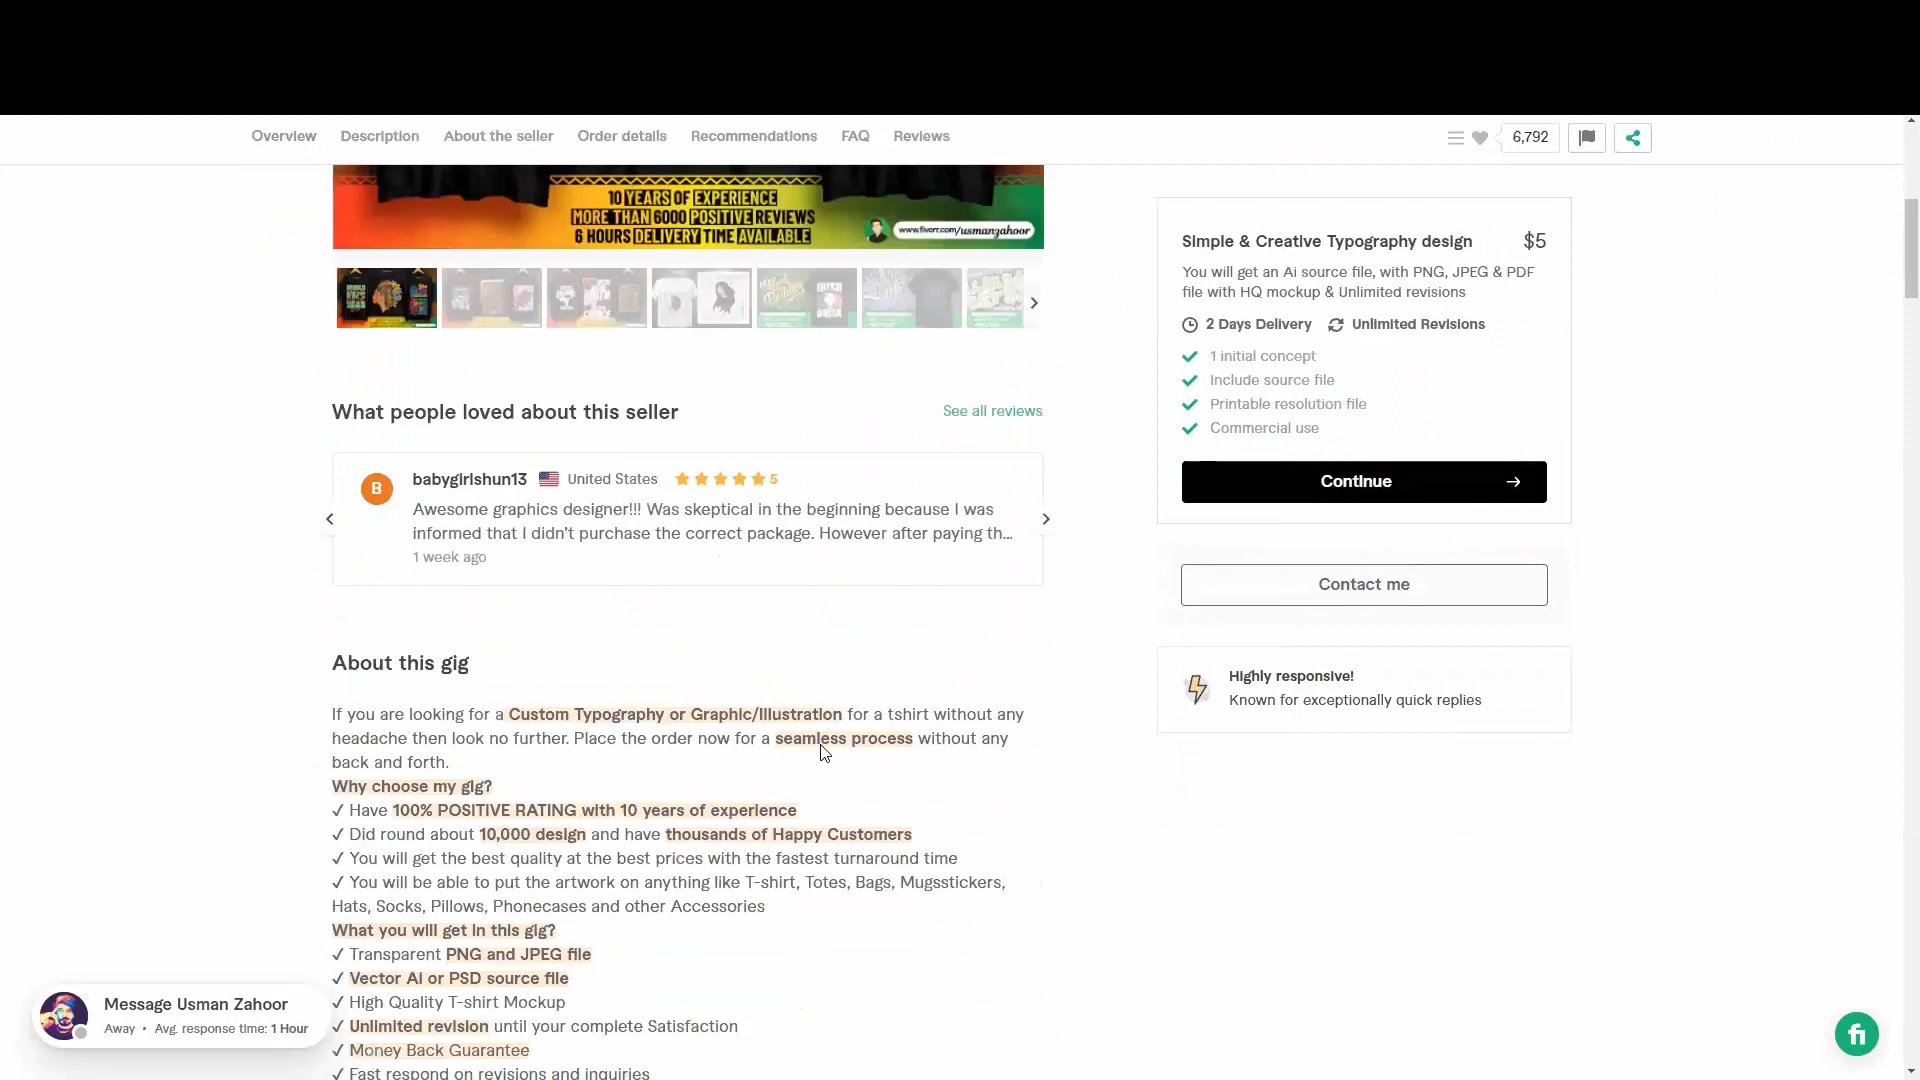 Overview Description About the seller Order details Recommendations FAQ Reviews 6,792
10 YEARS OF EXPERIENCE
MORE THAN 6000 POSITIVE REVIEWS
6 HOURS DELIVERY TIME AVAILABLE
www.fiverr.com/usmanzahoor
What people loved about this seller
See all reviews
B
babygirlshun13 United States 5
Awesome graphics designer!!! Was skeptical in the beginning because I was
informed that I didn't purchase the correct package. However after paying th...
1 week ago
About this gig
If you are looking for a Custom Typography or Graphic/Illustration for a tshirt without any
headache then look no further. Place the order now for a seamless process without any
back and forth.
Why choose my gig?
✓ Have 100% POSITIVE RATING with 10 years of experience
✓ Did round about 10,000 design and have thousands of Happy Customers
✓ You will get the best quality at the best prices with the fastest turnaround time
✓ You will be able to put the artwork on anything like T-shirt, Totes, Bags, Mugsstickers,
Hats, Socks, Pillows, Phonecases and other Accessories
What you will get in this gig?
✓ Transparent PNG and JPEG file
✓ Vector Ai or PSD source file
✓ High Quality T-shirt Mockup
✓ Unlimited revision until your complete Satisfaction
✓ Money Back Guarantee
✓ Fast respond on revisions and inquiries
Simple & Creative Typography design $5
You will get an Ai source file, with PNG, JPEG & PDF
file with HQ mockup & Unlimited revisions
2 Days Delivery Unlimited Revisions
1 initial concept
Include source file
Printable resolution file
Commercial use
Continue
Contact me
Highly responsive!
Known for exceptionally quick replies
Message Usman Zahoor
Away • Avg. response time: 1 Hour
fi